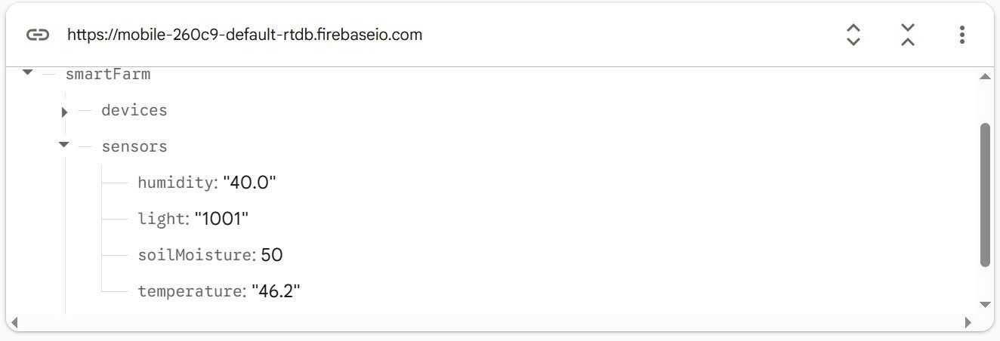 https://mobile-260c9-default-rtdb.firebaseio.com
smartFarm
devices
sensors
humidity: "40.0"
light: "1001"
soilMoisture: 50
temperature: "46.2"